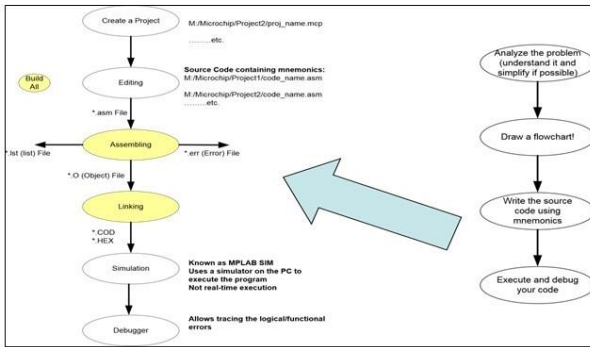 Create a Project
M:/Microchip/Project2/proj_name.mcp
.........etc.
Build
All
Editing
Source Code containing mnemonics:
M:/Microchip/Project1/code_name.asm
M:/Microchip/Project2/code_name.asm
.........etc.
*.asm File
Assembling
*.lst (list) File
*.err (Error) File
*.O (Object) File
Linking
*.COD
*.HEX
Simulation
Known as MPLAB SIM
Uses a simulator on the PC to
execute the program
Not real-time execution
Debugger
Allows tracing the logical/functional
errors
Analyze the problem
(understand it and
simplify if possible)
Draw a flowchart!
Write the source
code using
mnemonics
Execute and debug
your code